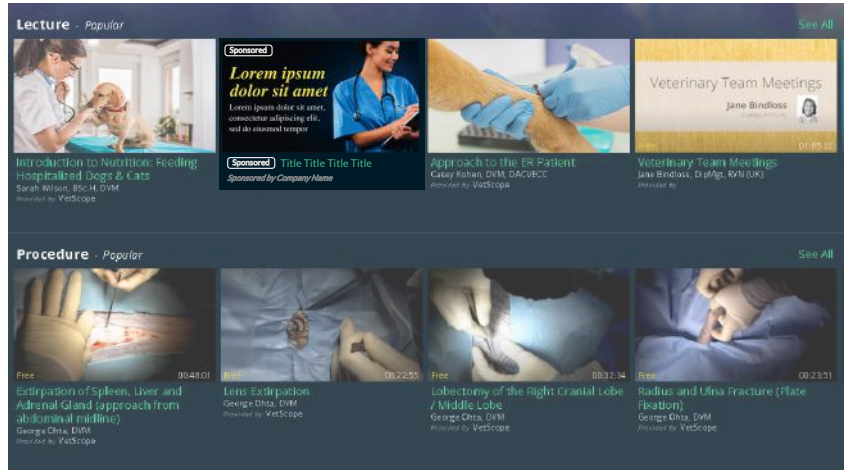 Lecture - Popular
See All
Introduction to Nutrition: Feeding
Hospitalized Dogs & Cats
Sarah Wilson, BSc.H, DVM
Provided by VetScope
Sponsored
Lorem ipsum
dolor sit amet
Lorem ipsum dolor sit amet,
consectetur adipiscing elit,
sed do eiusmod tempor
Sponsored Title Title Title Title
Sponsored by Company Name
Approach to the ER Patient
Casey Kohen, DVM, DACVECC
Provided by VetScope
Veterinary Team Meetings
Jane Bindloss
Free
01:05:22
Veterinary Team Meetings
Jane Bindloss, DipMgt, RVN (UK)
Provided by
Procedure - Popular
See All
Free
00:48:01
Extirpation of Spleen, Liver and
Adrenal Gland (approach from
abdominal midline)
George Ohta, DVM
Provided by VetScope
Free
00:22:55
Lens Extirpation
George Ohta, DVM
Provided by VetScope
Free
00:32:34
Lobectomy of the Right Cranial Lobe
/ Middle Lobe
George Ohta, DVM
Provided by VetScope
Free
00:23:51
Radius and Ulna Fracture (Plate
Fixation)
George Ohta, DVM
Provided by VetScope